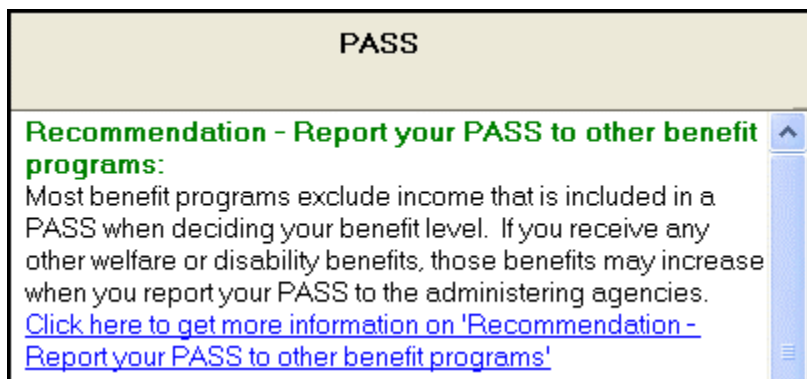 PASS
Recommendation - Report your PASS to other benefit
programs:
Most benefit programs exclude income that is included in a
PASS when deciding your benefit level.  If you receive any
other welfare or disability benefits, those benefits may increase
when you report your PASS to the administering agencies.
Click here to get more information on 'Recommendation -
Report your PASS to other benefit programs'